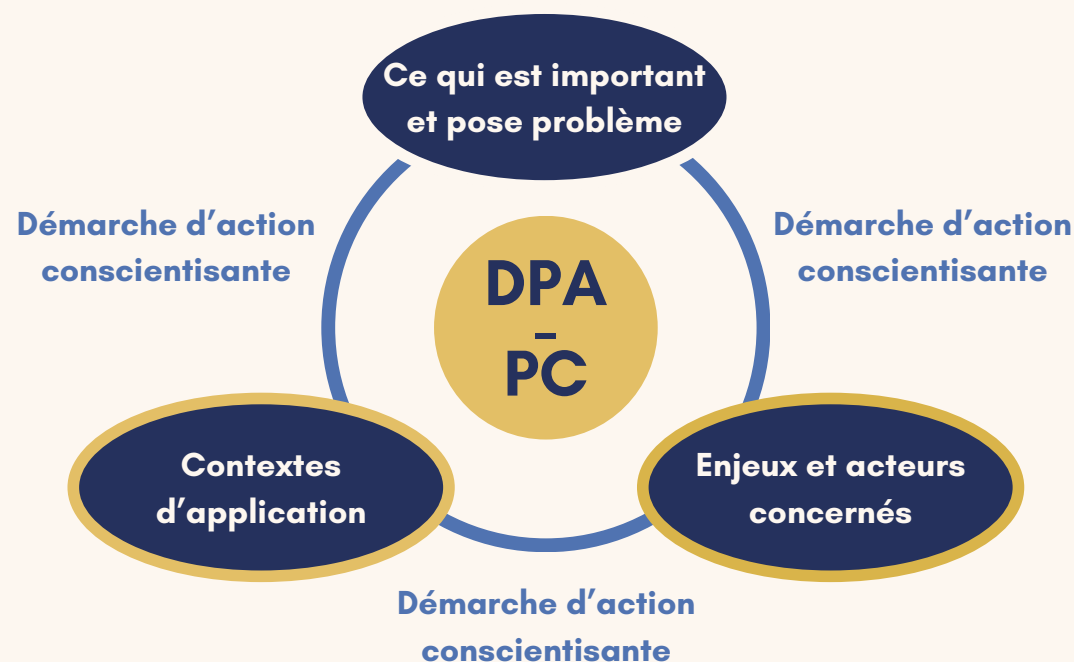 Ce qui est important
et pose problème
Démarche d’action
conscientisante
Démarche d’action
conscientisante
DPA
–
PC
Contextes
d’application
Enjeux et acteurs
concernés
Démarche d’action
conscientisante